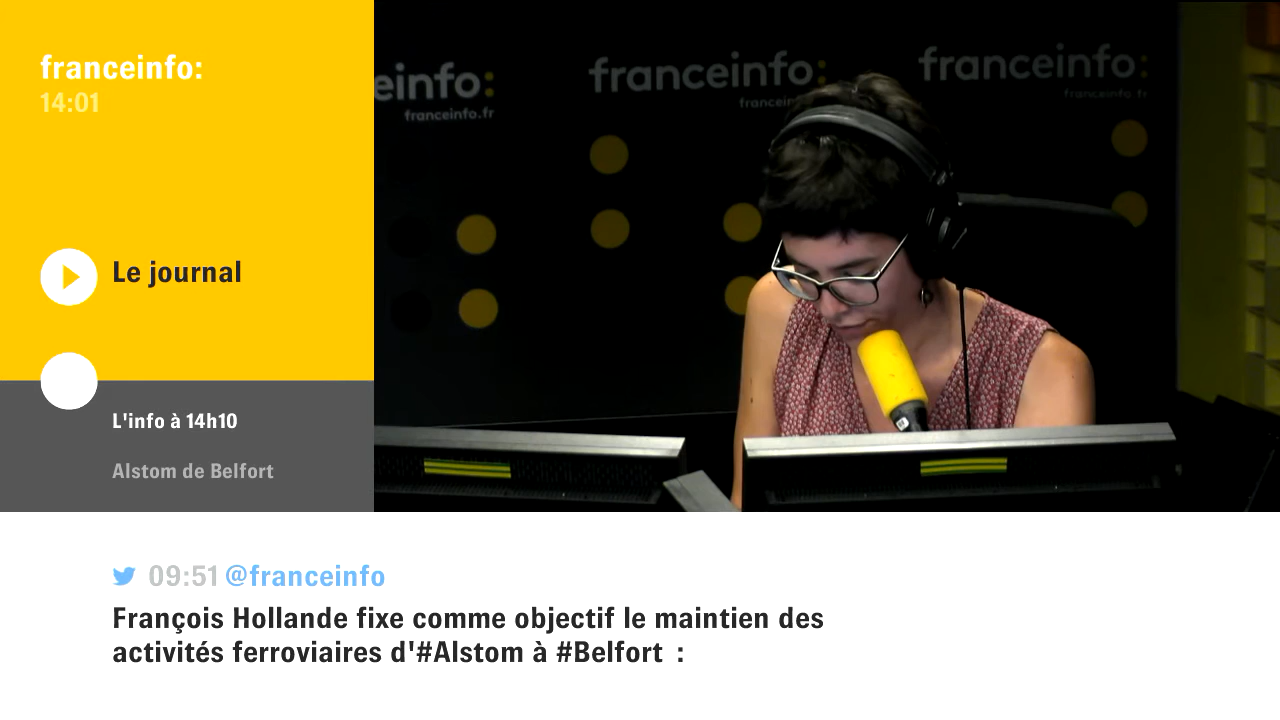 franceinfo:
14:01
Le journal
L'info à 14h10
Alstom de Belfort
einfo:
franceinfo.fr
franceinfo:
francein
franceinfo:
franceinfo.fr
09:51 @franceinfo
François Hollande fixe comme objectif le maintien des
activités ferroviaires d'#Alstom à #Belfort :